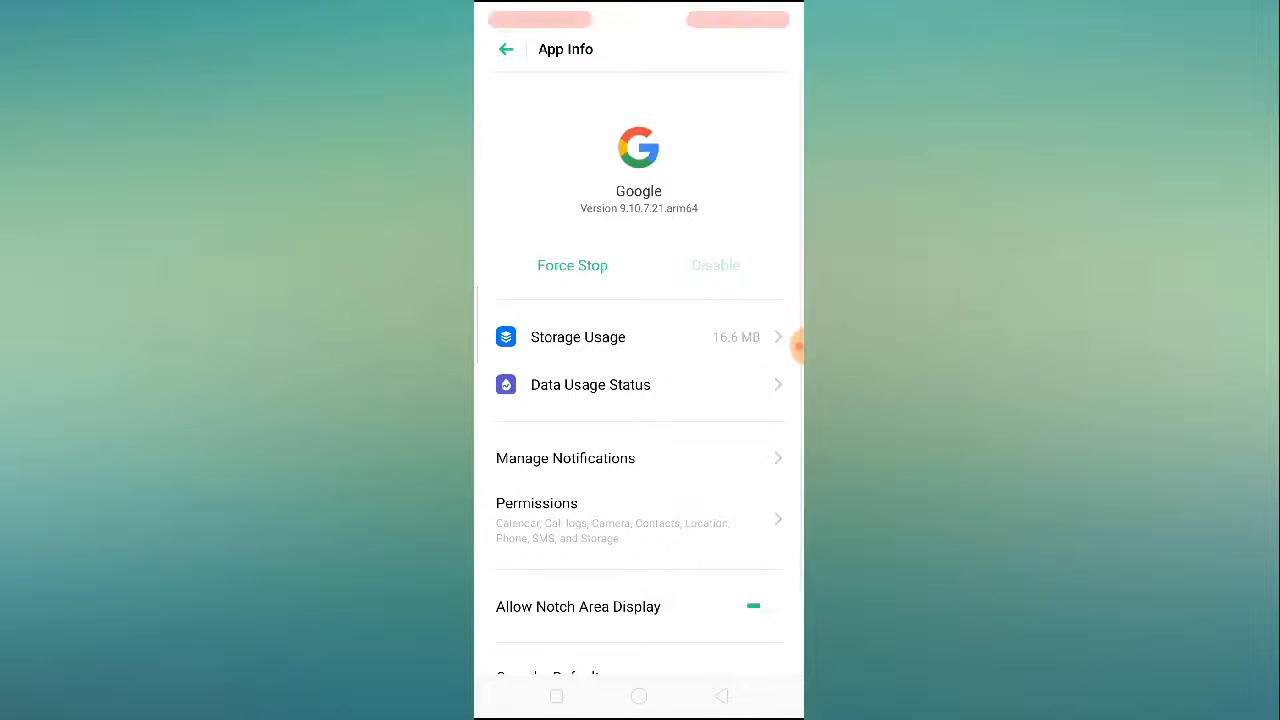 App Info
Google
Version 9.10.7.21.arm64
Force Stop
Disable
Storage Usage
16.6 MB
Data Usage Status
Manage Notifications
Permissions
Calendar, Call logs, Camera, Contacts, Location,
Phone, SMS, and Storage
Allow Notch Area Display